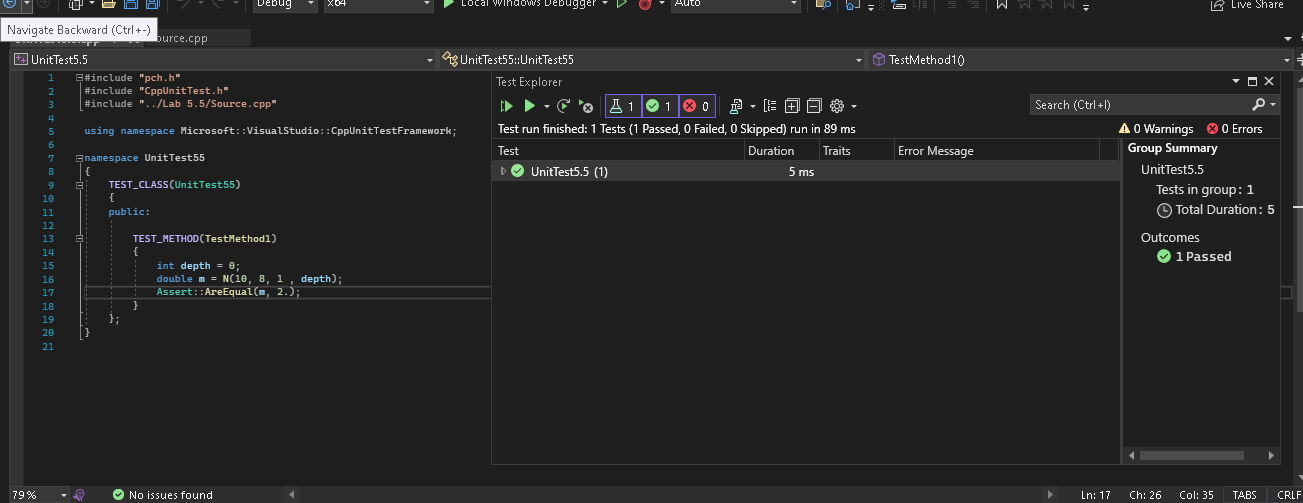 Debug x64 Local Windows Debugger Auto Live Share
Navigate Backward (Ctrl+-)
ource.cpp
UnitTest5.5 UnitTest55::UnitTest55 TestMethod1()
1 #include "pch.h"
2 #include "CppUnitTest.h"
3 #include "../Lab 5.5/Source.cpp"
4
5 using namespace Microsoft::VisualStudio::CppUnitTestFramework;
6
7 namespace UnitTest55
8 {
9 TEST_CLASS(UnitTest55)
10 {
11 public:
12
13 TEST_METHOD(TestMethod1)
14 {
15 int depth = 0;
16 double m = N(10, 8, 1 , depth);
17 Assert::AreEqual(m, 2.);
18 }
19 };
20 }
21
Test Explorer
1 1 0
Search (Ctrl+I)
Test run finished: 1 Tests (1 Passed, 0 Failed, 0 Skipped) run in 89 ms
0 Warnings 0 Errors
Test Duration Traits Error Message
UnitTest5.5 (1) 5 ms
Group Summary
UnitTest5.5
Tests in group: 1
Total Duration: 5
Outcomes
1 Passed
79 % No issues found Ln: 17 Ch: 26 Col: 35 TABS CRLF